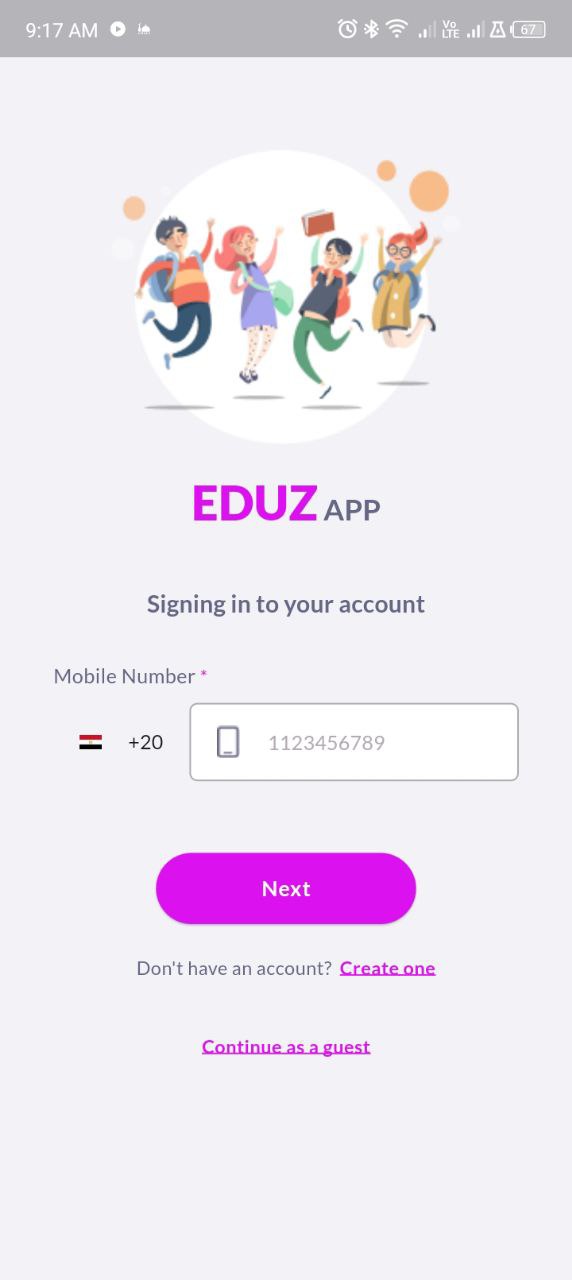 9:17 AM Vo LTE 67
EDUZ APP
Signing in to your account
Mobile Number *
+20 1123456789
Next
Don't have an account? Create one
Continue as a guest